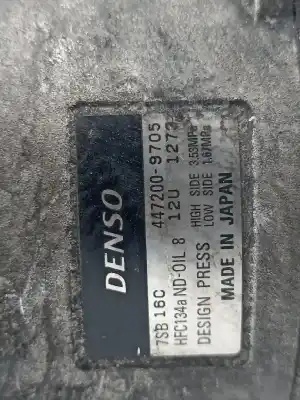 DENSO
447200-9705
7SB16C 12U 1273
HFC134a ND-OIL 8
DESIGN PRESS HIGH SIDE 3.53MPa
LOW SIDE 1.67MPa
MADE IN JAPAN